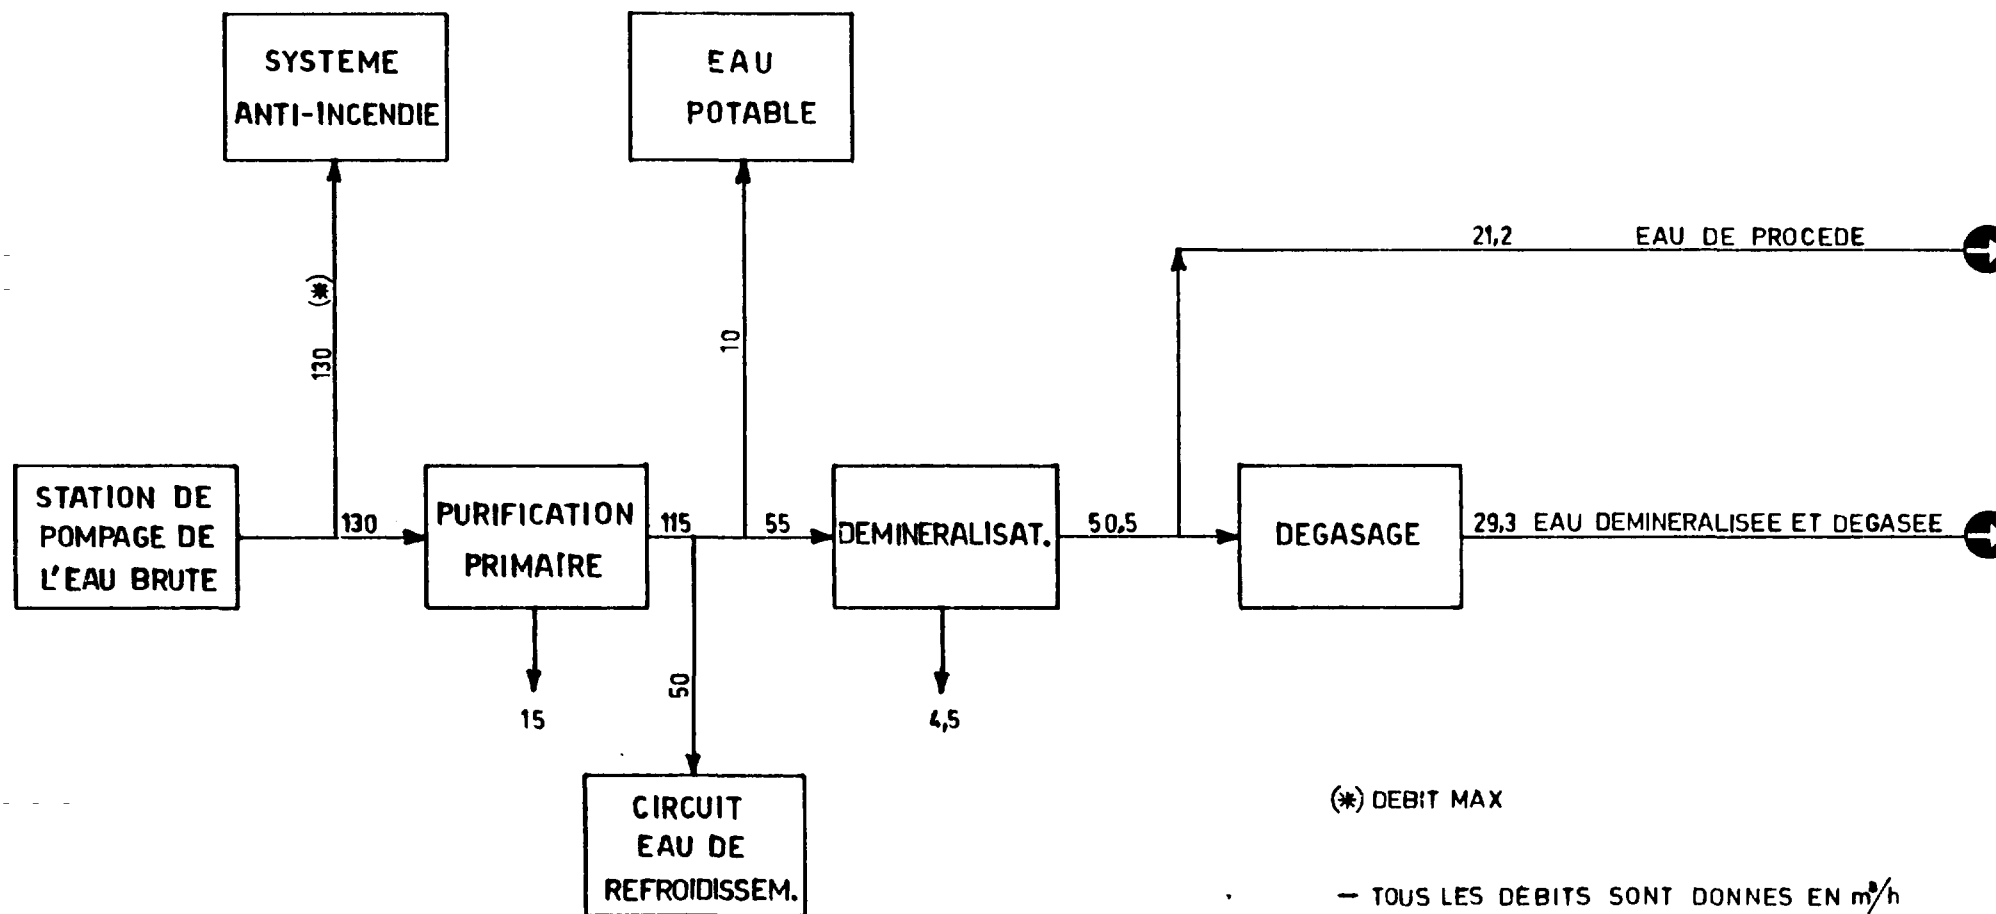 SYSTEME
ANTI-INCENDIE
EAU
POTABLE
21,2 EAU DE PROCEDE
130 (*)
10
STATION DE
POMPAGE DE
L'EAU BRUTE
130
PURIFICATION
PRIMAIRE
115
55
DEMINERALISAT.
50,5
DEGASAGE
29,3 EAU DEMINERALISEE ET DEGASEE
15
50
4,5
CIRCUIT
EAU DE
REFROIDISSEM.
(*) DEBIT MAX
— TOUS LES DEBITS SONT DONNES EN m³/h